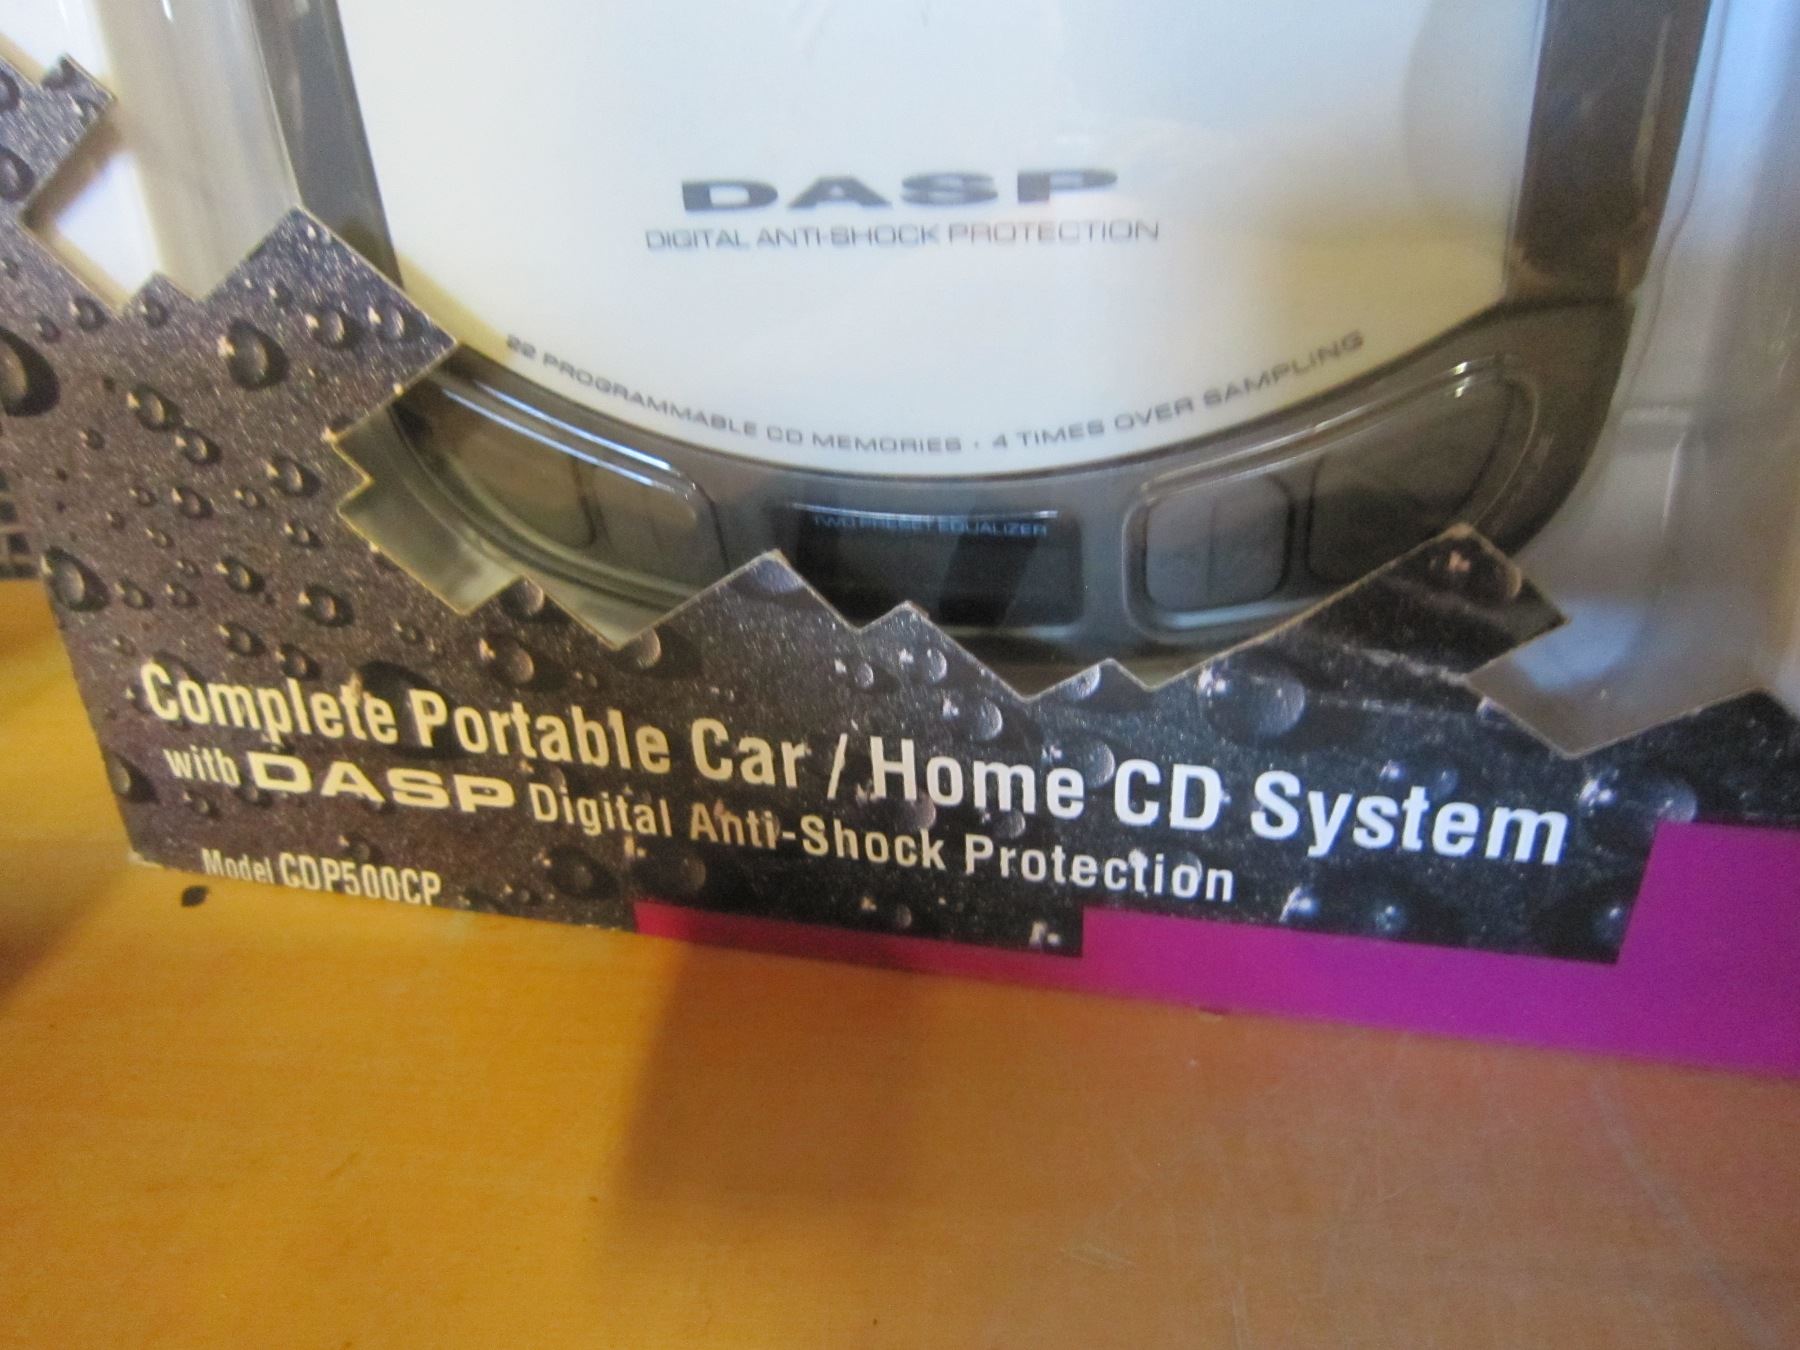 DASP
DIGITAL ANTI-SHOCK PROTECTION
22 PROGRAMMABLE CD MEMORIES · 4 TIMES OVER SAMPLING
TWO PRESET EQUALIZER
Complete Portable Car / Home CD System
with DASP Digital Anti-Shock Protection
Model CDP500CP